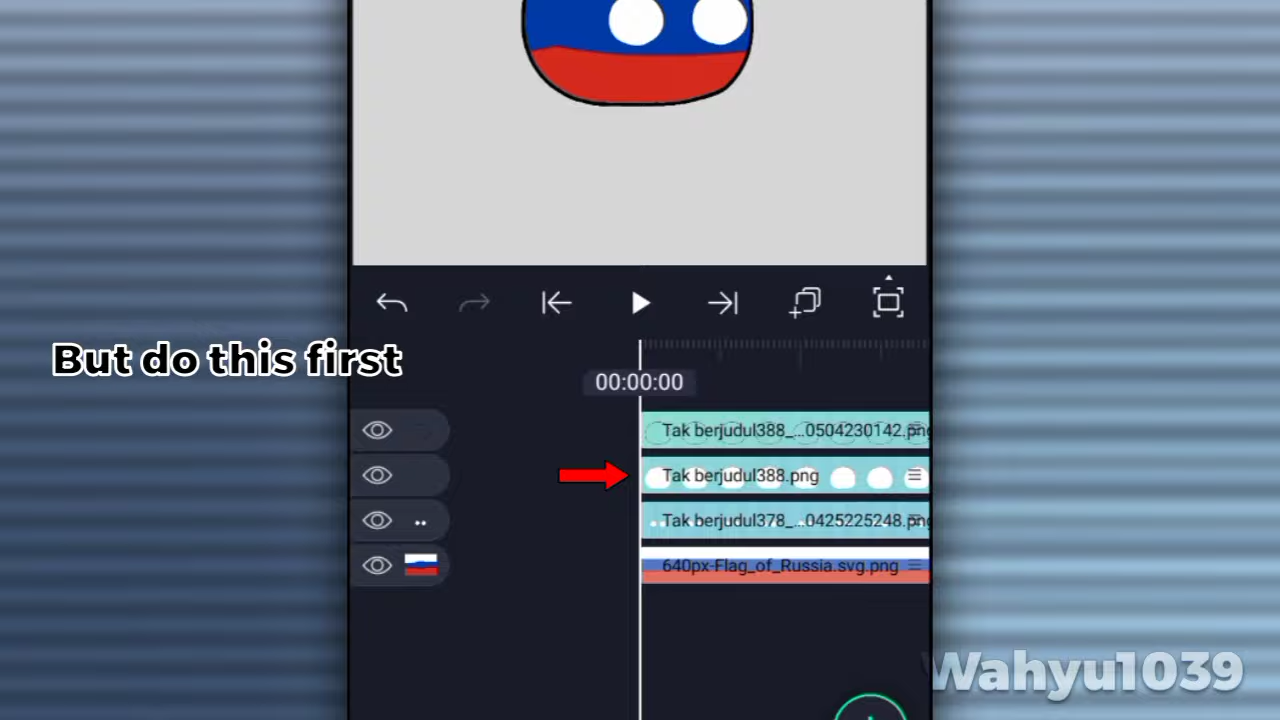 But do this first
00:00:00
Tak berjudul388_...0504230142.png
Tak berjudul388.png
Tak berjudul378_...0425225248.png
640px-Flag_of_Russia.svg.png
Wahyu1039